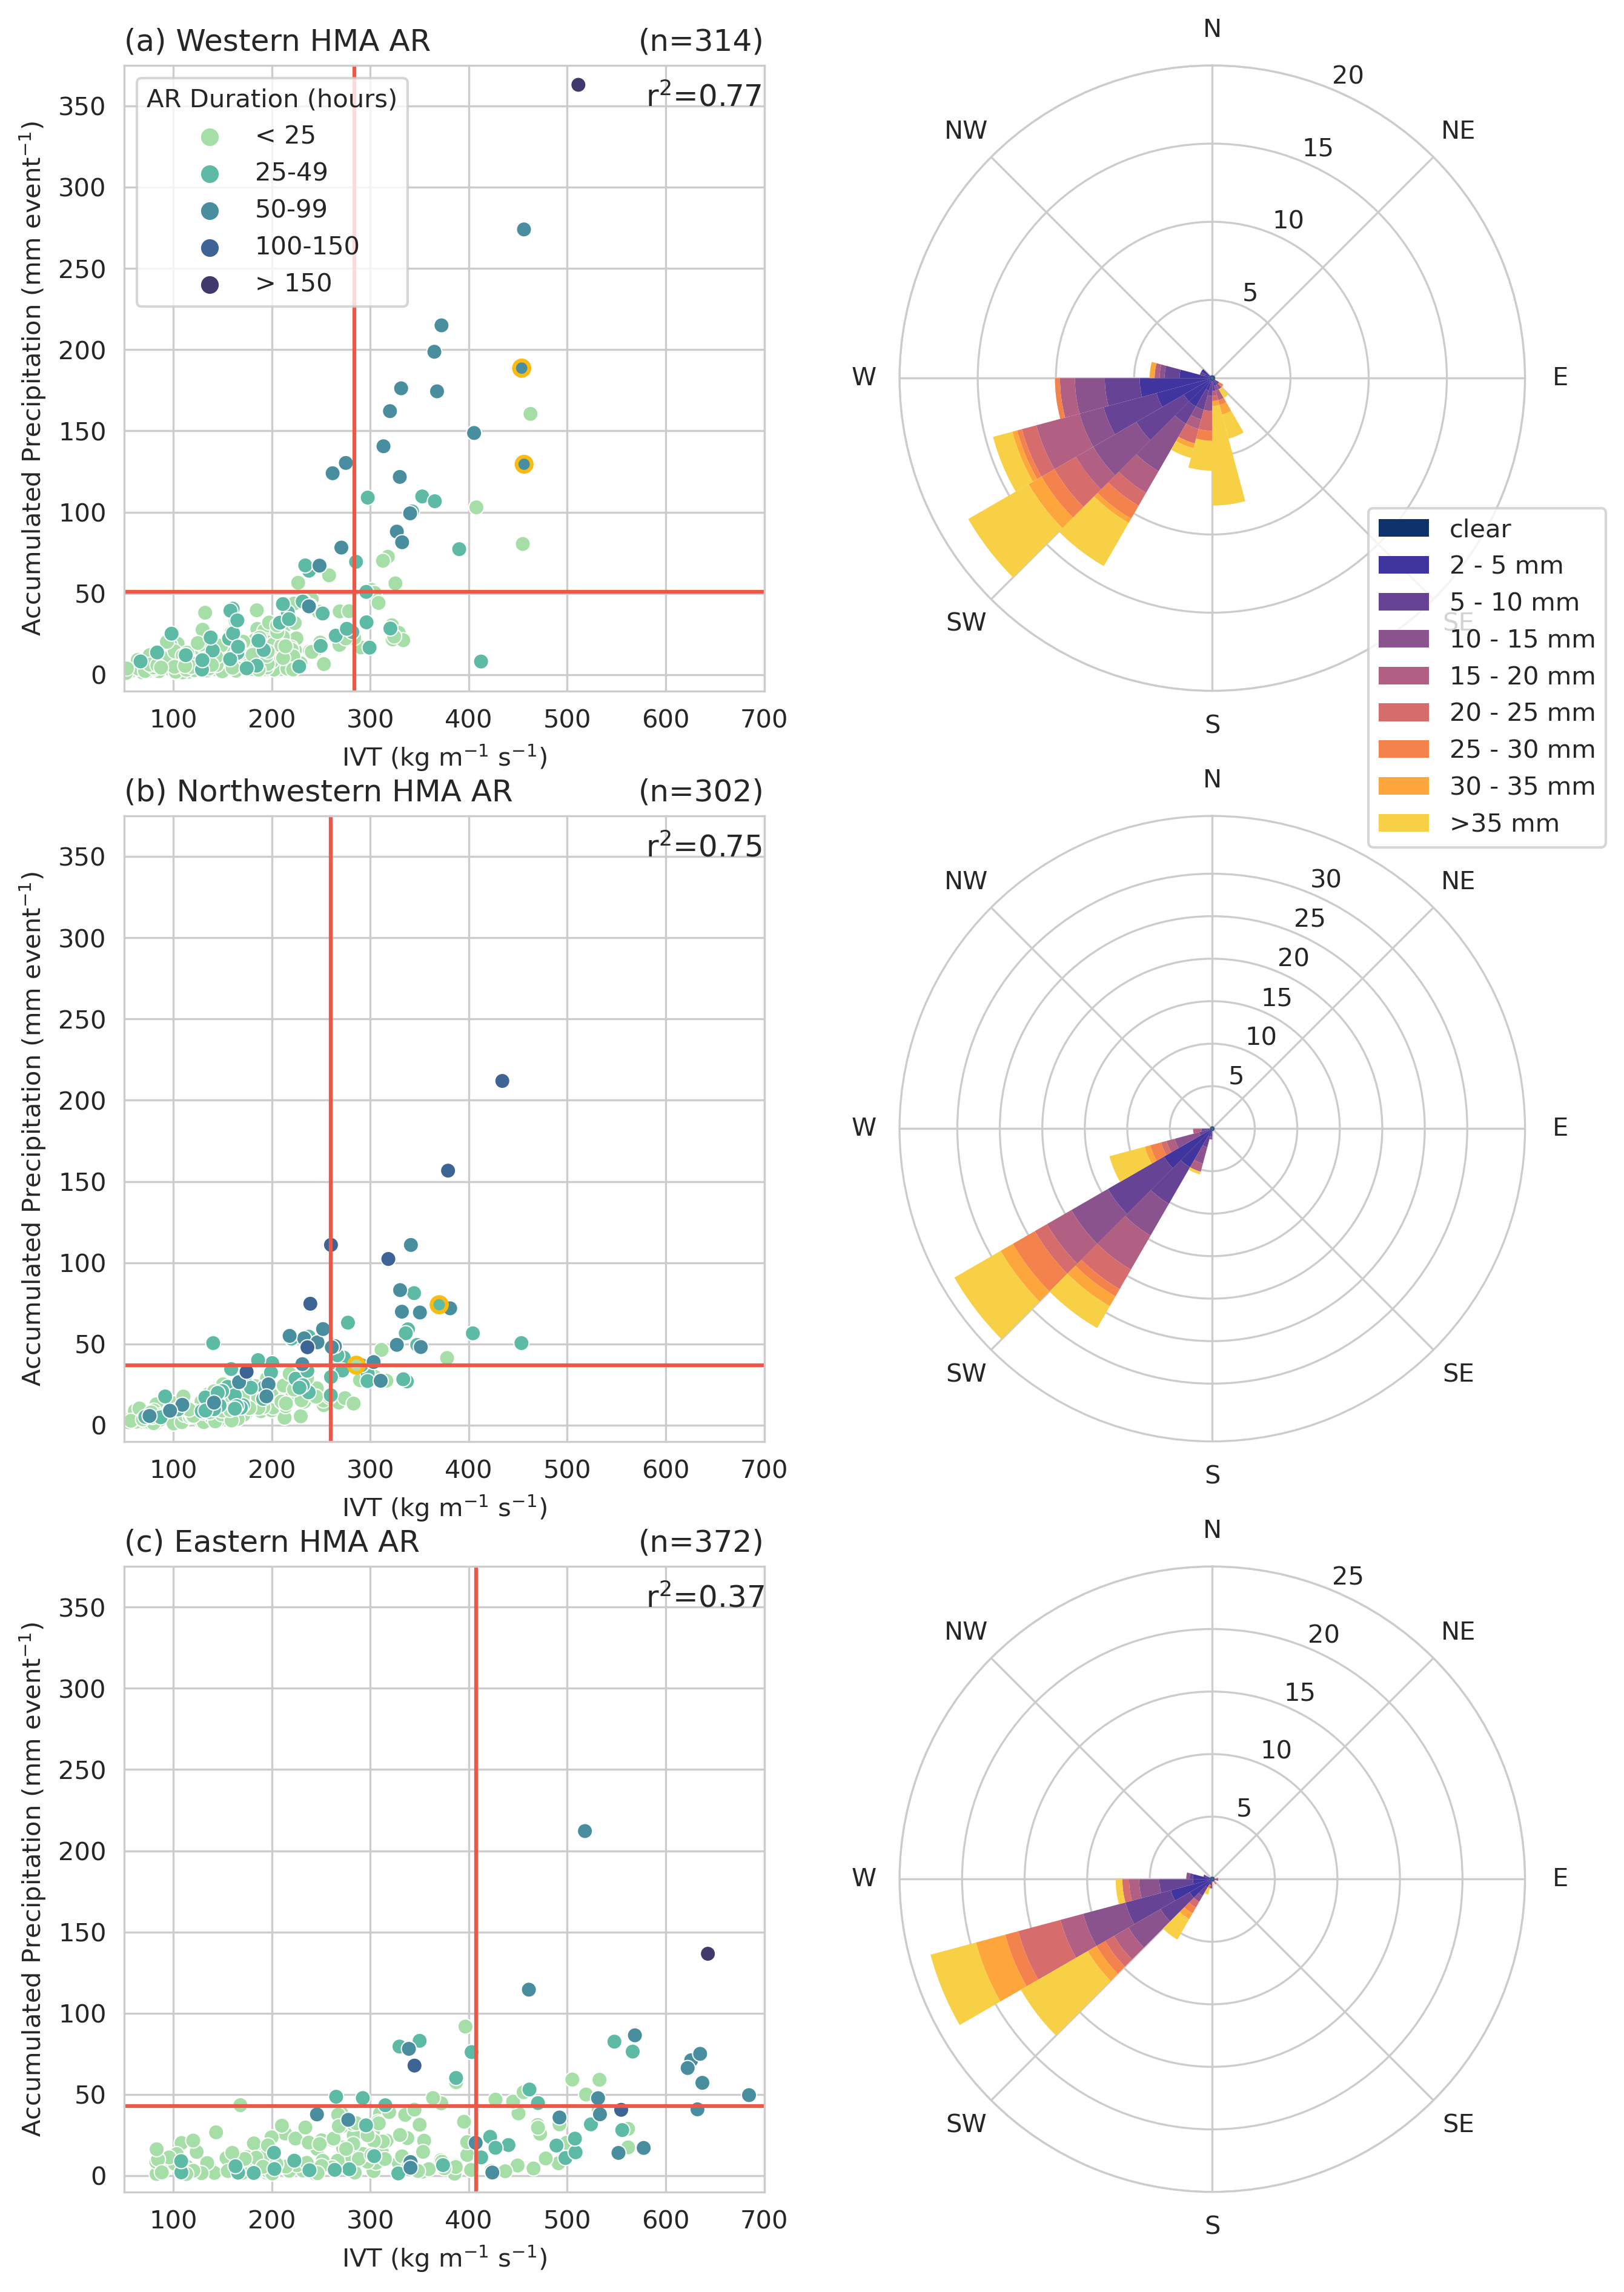 (a) Western HMA AR (n=314)
r²=0.77
AR Duration (hours)
< 25
25-49
50-99
100-150
> 150
Accumulated Precipitation (mm event⁻¹)
350
300
250
200
150
100
50
0
100 200 300 400 500 600 700
IVT (kg m⁻¹ s⁻¹)
N
NE
E
SE
S
SW
W
NW
5
10
15
20
clear
2 - 5 mm
5 - 10 mm
10 - 15 mm
15 - 20 mm
20 - 25 mm
25 - 30 mm
30 - 35 mm
>35 mm
(b) Northwestern HMA AR (n=302)
r²=0.75
Accumulated Precipitation (mm event⁻¹)
350
300
250
200
150
100
50
0
100 200 300 400 500 600 700
IVT (kg m⁻¹ s⁻¹)
N
NE
E
SE
S
SW
W
NW
5
10
15
20
25
30
(c) Eastern HMA AR (n=372)
r²=0.37
Accumulated Precipitation (mm event⁻¹)
350
300
250
200
150
100
50
0
100 200 300 400 500 600 700
IVT (kg m⁻¹ s⁻¹)
N
NE
E
SE
S
SW
W
NW
5
10
15
20
25